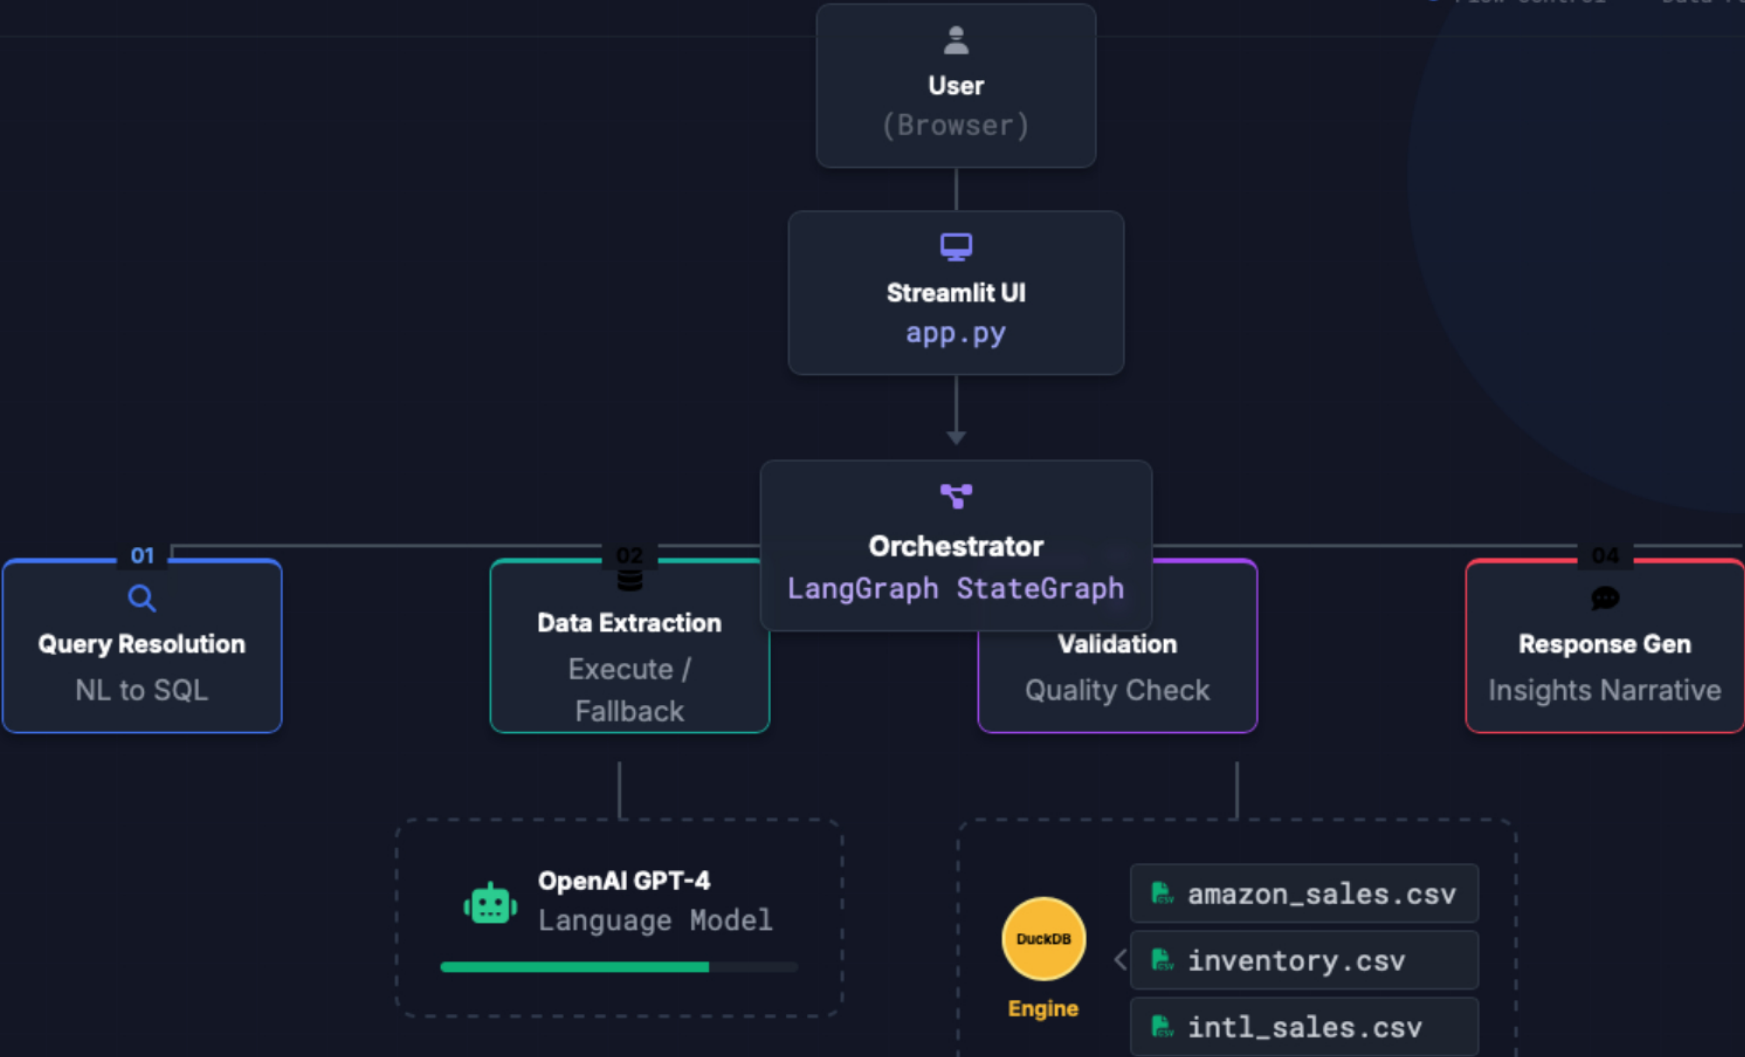 User
(Browser)
Streamlit UI
app.py
Orchestrator
LangGraph StateGraph
01
Query Resolution
NL to SQL
02
Data Extraction
Execute /
Fallback
Validation
Quality Check
04
Response Gen
Insights Narrative
OpenAI GPT-4
Language Model
DuckDB
Engine
amazon_sales.csv
inventory.csv
intl_sales.csv